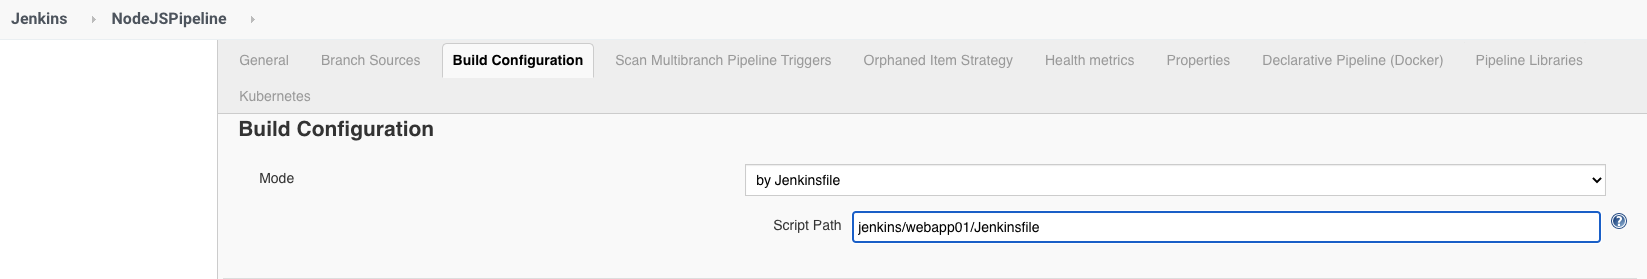 Jenkins NodeJSPipeline
General Branch Sources Build Configuration Scan Multibranch Pipeline Triggers Orphaned Item Strategy Health metrics Properties Declarative Pipeline (Docker) Pipeline Libraries
Kubernetes
Build Configuration
Mode by Jenkinsfile
Script Path jenkins/webapp01/Jenkinsfile ?